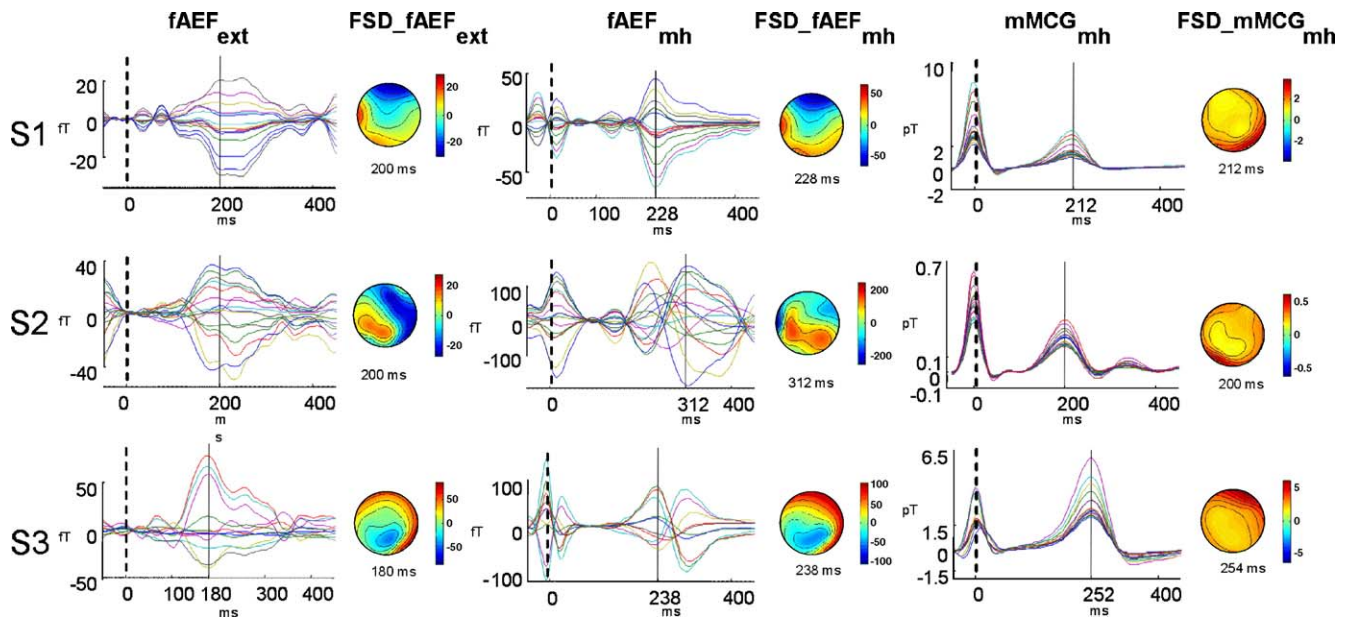 fAEF ext FSD_fAEF ext fAEF mh FSD_fAEF mh mMCG mh FSD_mMCG mh
S1
fT
20
0
-20
0 200 400
ms
20
0
-20
200 ms
fT
50
0
-50
0 100 228 400
ms
50
0
-50
228 ms
pT
10
2
0
-2
0 212 400
ms
2
0
-2
212 ms
S2
fT
40
0
-40
0 200 400
m
s
20
0
-20
200 ms
fT
100
0
-100
0 312 400
ms
200
0
-200
312 ms
pT
0.7
0.1
0
-0.1
0 200 400
ms
0.5
0
-0.5
200 ms
S3
fT
50
0
50
0 100 180 300 400
ms
50
0
-50
180 ms
fT
100
0
-100
0 238 400
ms
100
50
0
-50
-100
238 ms
pT
6.5
1.5
0
-1.5
0 252 400
ms
5
0
-5
254 ms